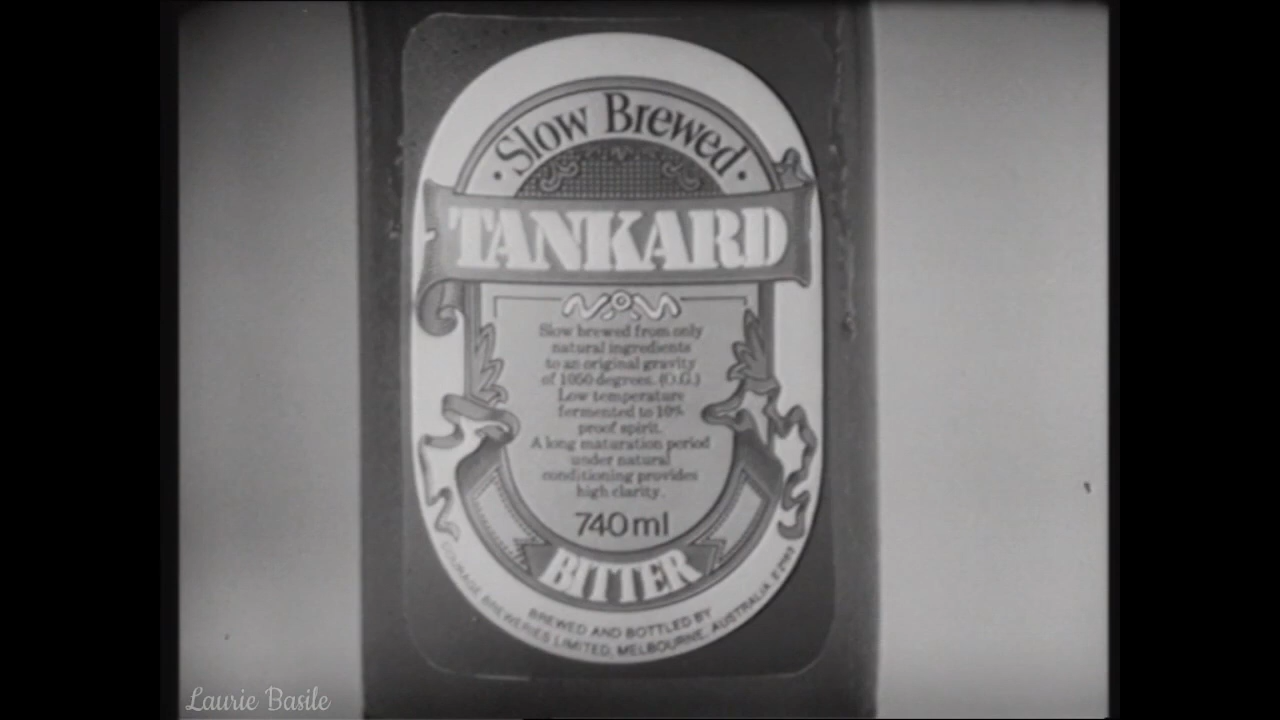 · Slow Brewed ·
TANKARD
Slow brewed from only
natural ingredients
to an original gravity
of 1050 degrees. (O.G.)
Low temperature
fermented to 10%
proof spirit.
A long maturation period
under natural
conditioning provides
high clarity.
740ml
BITTER
BREWED AND BOTTLED BY
COURAGE BREWERIES LIMITED, MELBOURNE, AUSTRALIA.
Laurie Basile